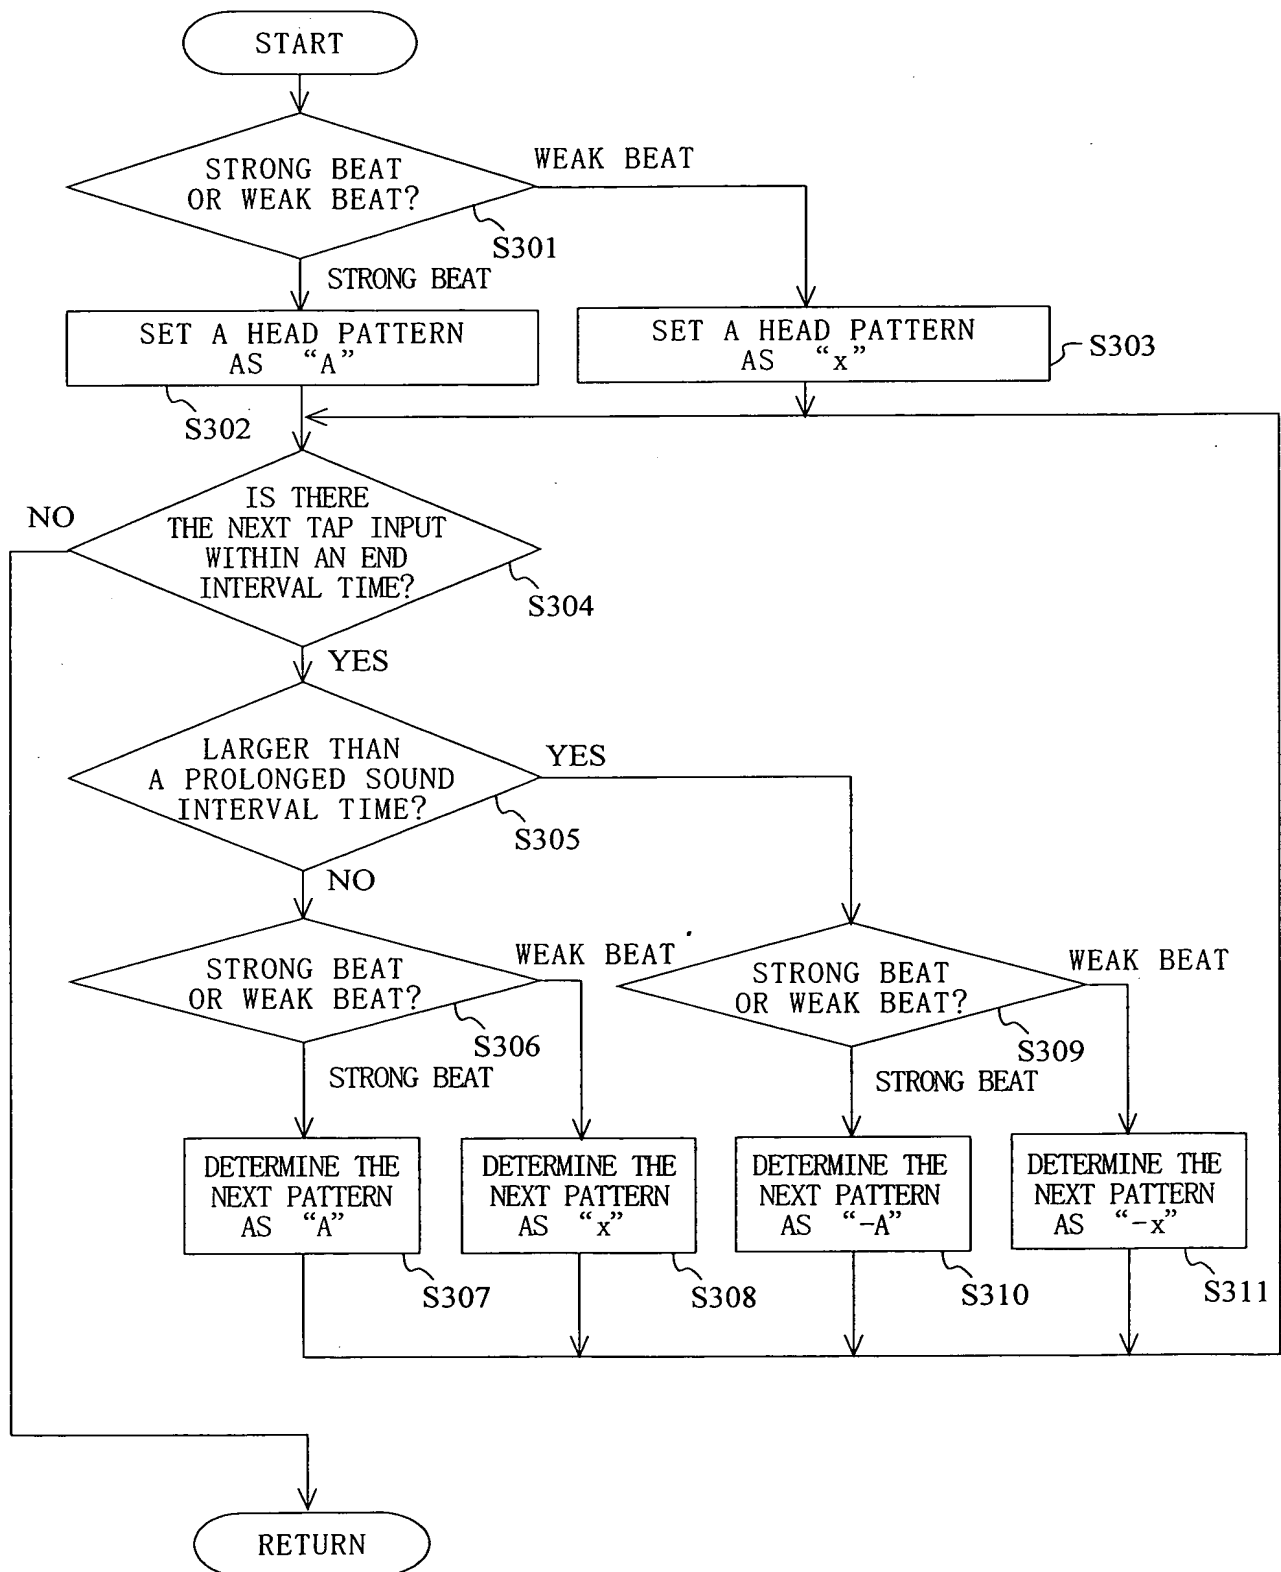 START
STRONG BEAT
OR WEAK BEAT?
WEAK BEAT
S301
STRONG BEAT
SET A HEAD PATTERN
AS “A”
S302
SET A HEAD PATTERN
AS “x”
S303
IS THERE
THE NEXT TAP INPUT
WITHIN AN END
INTERVAL TIME?
NO
S304
YES
LARGER THAN
A PROLONGED SOUND
INTERVAL TIME?
YES
S305
NO
STRONG BEAT
OR WEAK BEAT?
WEAK BEAT
S306
STRONG BEAT
STRONG BEAT
OR WEAK BEAT?
WEAK BEAT
S309
STRONG BEAT
DETERMINE THE
NEXT PATTERN
AS “A”
S307
DETERMINE THE
NEXT PATTERN
AS “x”
S308
DETERMINE THE
NEXT PATTERN
AS “-A”
S310
DETERMINE THE
NEXT PATTERN
AS “-x”
S311
RETURN